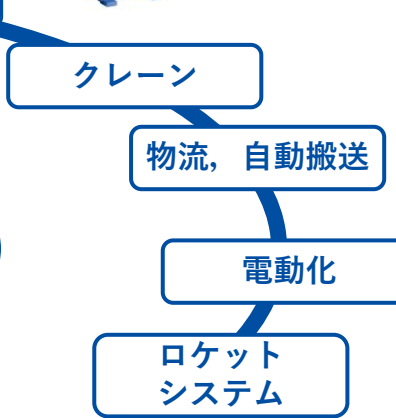 クレーン
物流，自動搬送
電動化
ロケット
システム